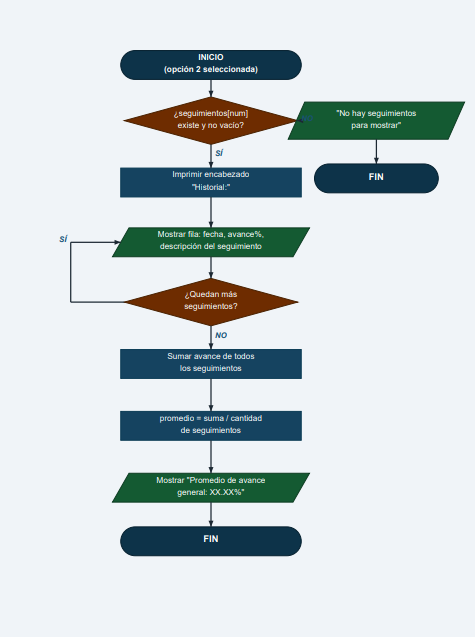 INICIO
(opción 2 seleccionada)
¿seguimientos[num]
existe y no vacío?
"No hay seguimientos
para mostrar"
SÍ
FIN
Imprimir encabezado
"Historial:"
Mostrar fila: fecha, avance%,
descripción del seguimiento
SÍ
¿Quedan más
seguimientos?
NO
Sumar avance de todos
los seguimientos
promedio = suma / cantidad
de seguimientos
Mostrar "Promedio de avance
general: XX.XX%"
FIN